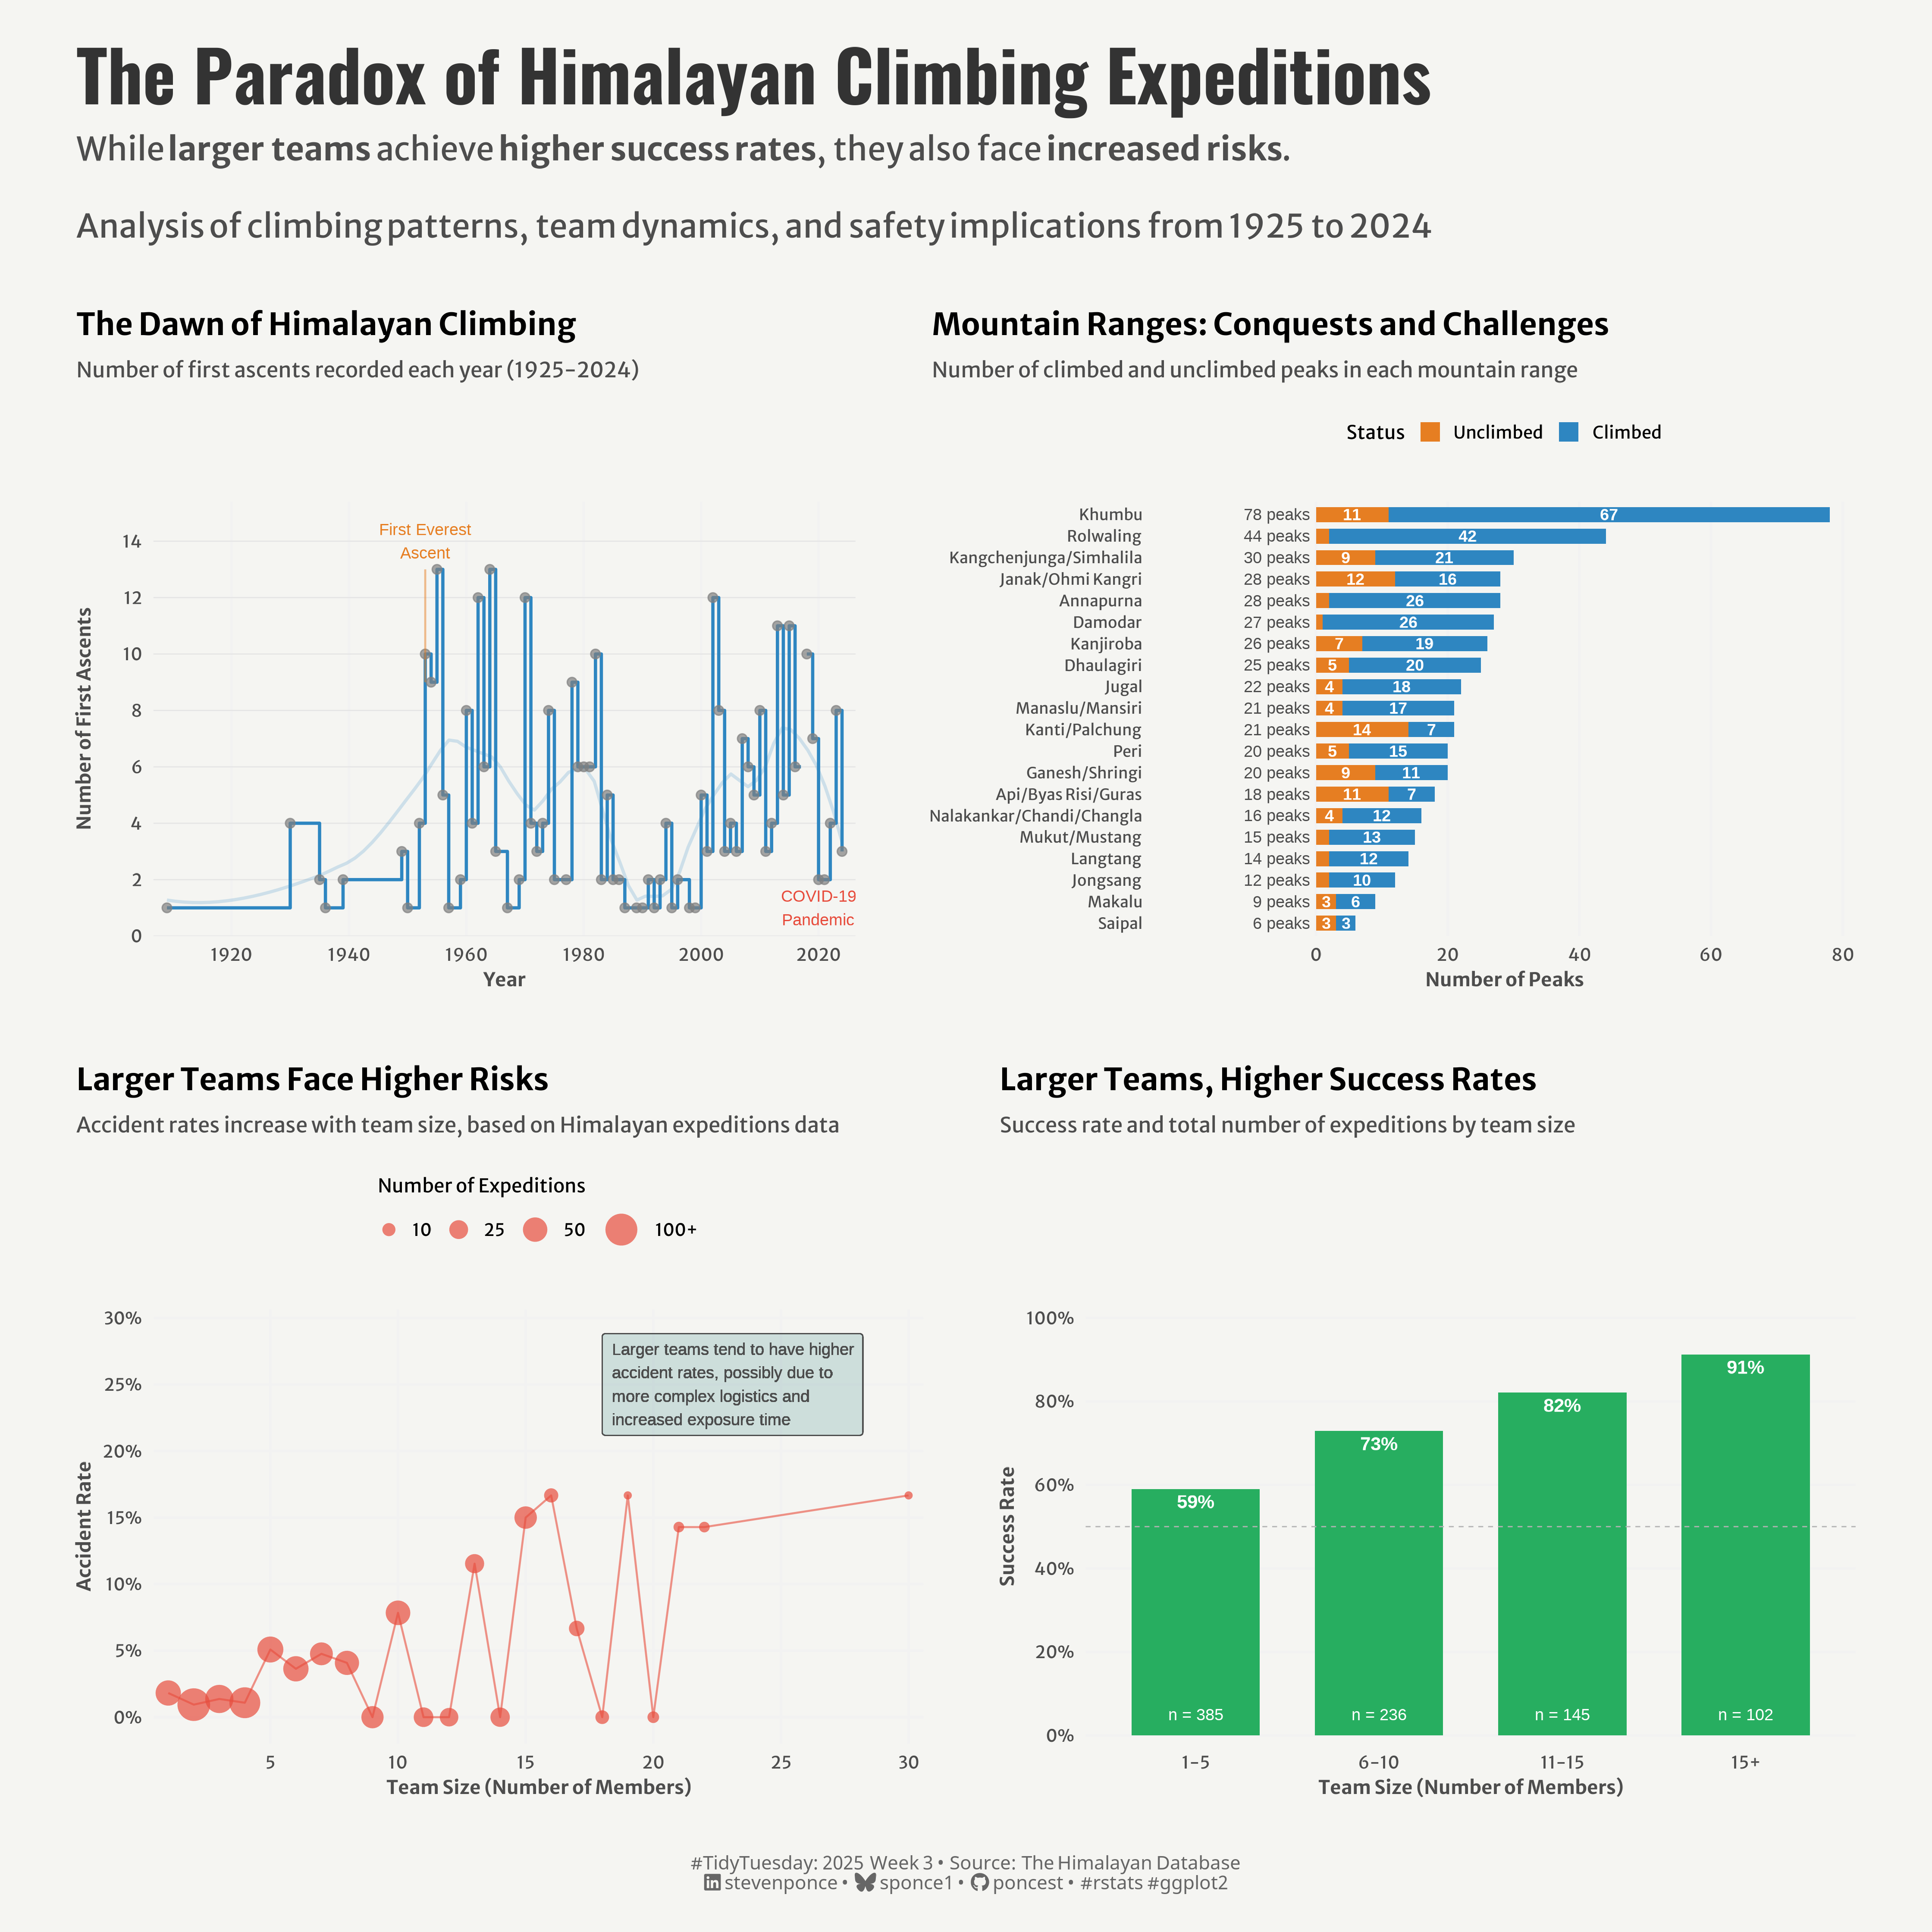 The Paradox of Himalayan Climbing Expeditions
While larger teams achieve higher success rates, they also face increased risks.
Analysis of climbing patterns, team dynamics, and safety implications from 1925 to 2024
The Dawn of Himalayan Climbing
Number of first ascents recorded each year (1925-2024)
First Everest
Ascent
COVID-19
Pandemic
14
12
10
8
6
4
2
0
Number of First Ascents
1920 1940 1960 1980 2000 2020
Year
Mountain Ranges: Conquests and Challenges
Number of climbed and unclimbed peaks in each mountain range
Status Unclimbed Climbed
Khumbu 78 peaks 11 67
Rolwaling 44 peaks 42
Kangchenjunga/Simhalila 30 peaks 9 21
Janak/Ohmi Kangri 28 peaks 12 16
Annapurna 28 peaks 26
Damodar 27 peaks 26
Kanjiroba 26 peaks 7 19
Dhaulagiri 25 peaks 5 20
Jugal 22 peaks 4 18
Manaslu/Mansiri 21 peaks 4 17
Kanti/Palchung 21 peaks 14 7
Peri 20 peaks 5 15
Ganesh/Shringi 20 peaks 9 11
Api/Byas Risi/Guras 18 peaks 11 7
Nalakankar/Chandi/Changla 16 peaks 4 12
Mukut/Mustang 15 peaks 13
Langtang 14 peaks 12
Jongsang 12 peaks 10
Makalu 9 peaks 3 6
Saipal 6 peaks 3 3
0 20 40 60 80
Number of Peaks
Larger Teams Face Higher Risks
Accident rates increase with team size, based on Himalayan expeditions data
Number of Expeditions
10 25 50 100+
Larger teams tend to have higher
accident rates, possibly due to
more complex logistics and
increased exposure time
30%
25%
20%
15%
10%
5%
0%
Accident Rate
5 10 15 20 25 30
Team Size (Number of Members)
Larger Teams, Higher Success Rates
Success rate and total number of expeditions by team size
100%
80%
60%
40%
20%
0%
Success Rate
59% 73% 82% 91%
n = 385 n = 236 n = 145 n = 102
1-5 6-10 11-15 15+
Team Size (Number of Members)
#TidyTuesday: 2025 Week 3 • Source: The Himalayan Database
stevenponce • sponce1 • poncest • #rstats #ggplot2